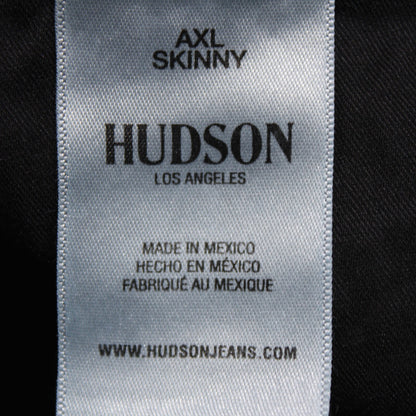 AXL
SKINNY
HUDSON
LOS ANGELES
MADE IN MEXICO
HECHO EN MÉXICO
FABRIQUÉ AU MEXIQUE
WWW.HUDSONJEANS.COM